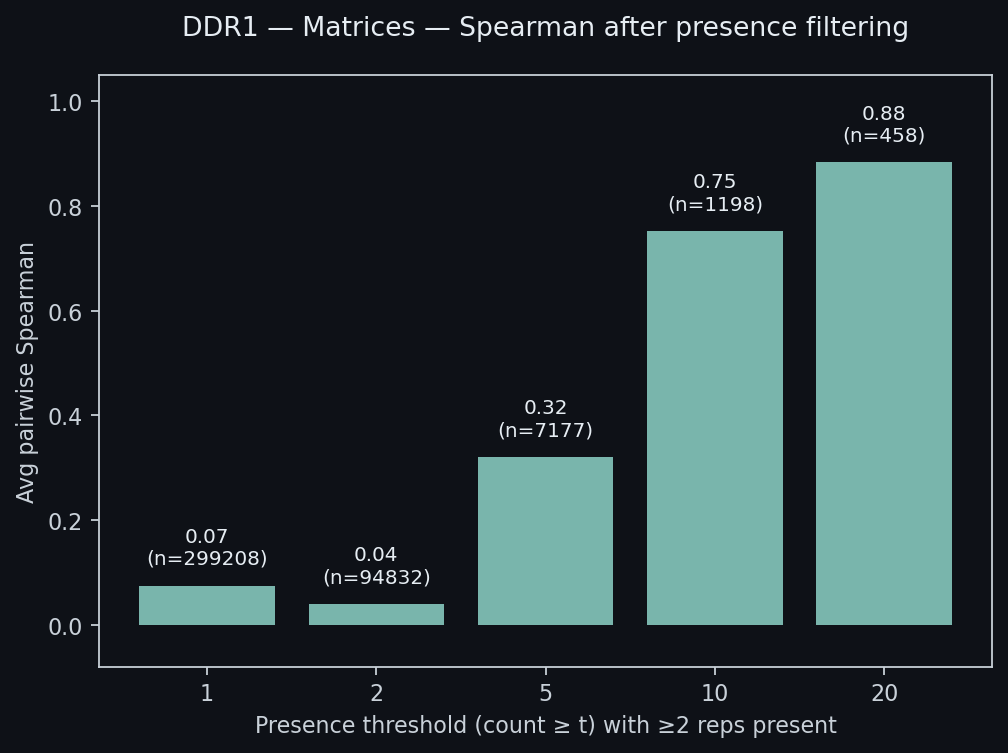 DDR1 — Matrices — Spearman after presence filtering
1.0
0.8
0.6
0.4
0.2
0.0
Avg pairwise Spearman
0.07
(n=299208)
0.04
(n=94832)
0.32
(n=7177)
0.75
(n=1198)
0.88
(n=458)
1
2
5
10
20
Presence threshold (count ≥ t) with ≥2 reps present